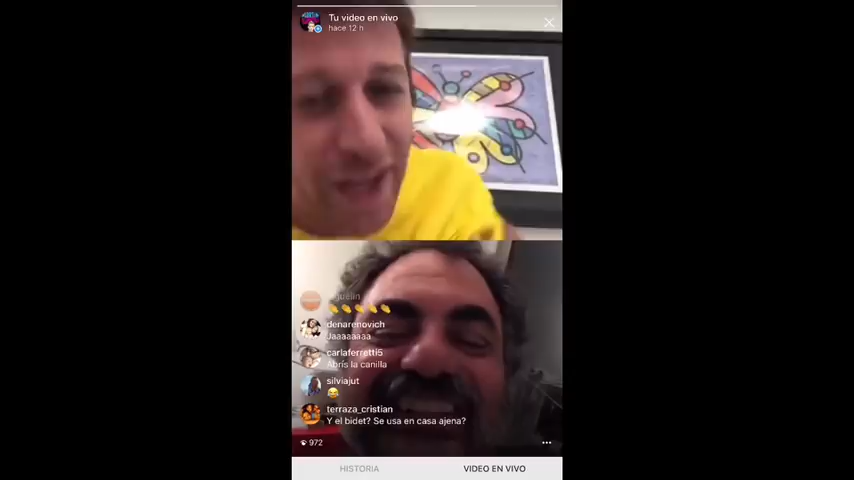 Tu video en vivo
hace 12 h
👏👏👏👏👏
denarenovich
Jaaaaaaaa
carlaferretti5
Abrís la canilla
silviajut
😂
terraza_cristian
Y el bidet? Se usa en casa ajena?
972
HISTORIA
VIDEO EN VIVO